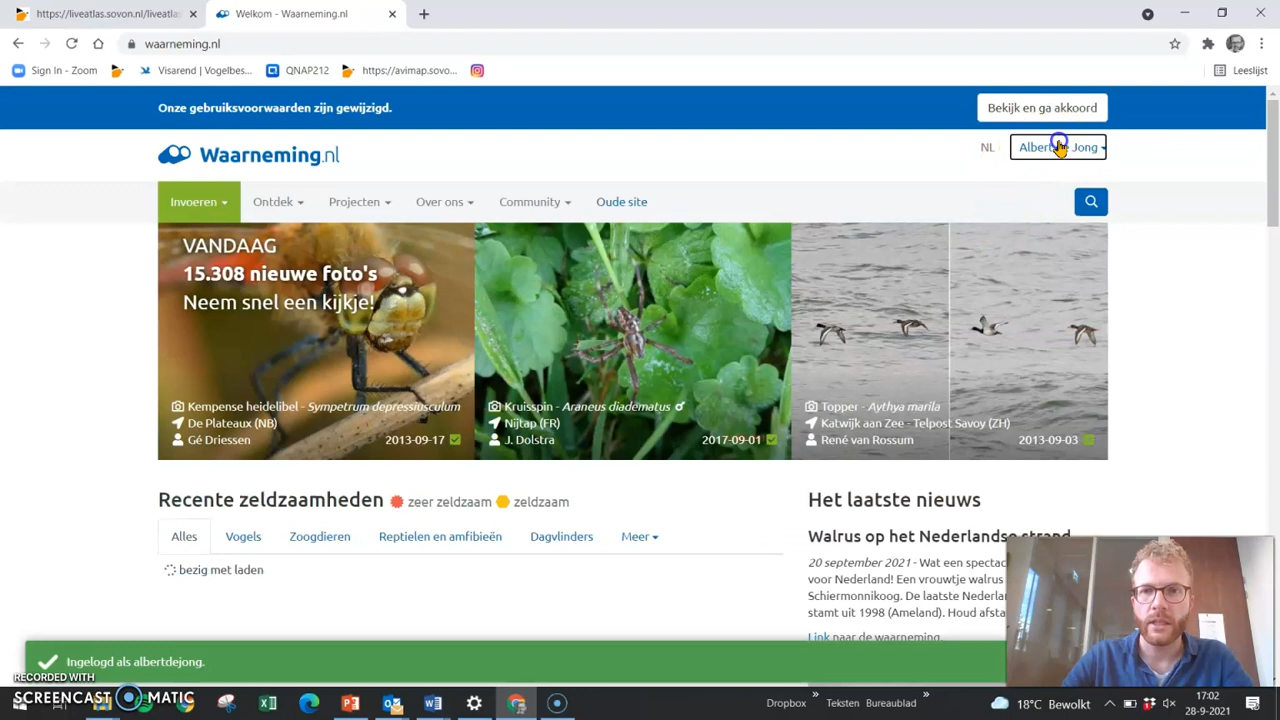 https://liveatlas.sovon.nl/liveatlas
Welkom - Waarneming.nl
waarneming.nl
Sign In - Zoom
Visarend | Vogelbes...
QNAP212
https://avimap.sovo...
Leeslijst
Onze gebruiksvoorwaarden zijn gewijzigd.
Bekijk en ga akkoord
Waarneming.nl
NL
Albert de Jong
Invoeren
Ontdek
Projecten
Over ons
Community
Oude site
VANDAAG
15.308 nieuwe foto's
Neem snel een kijkje!
Kempense heidelibel - Sympetrum depressiusculum
De Plateaux (NB)
Gé Driessen
2013-09-17
Kruisspin - Araneus diadematus
Nijtap (FR)
J. Dolstra
2017-09-01
Topper - Aythya marila
Katwijk aan Zee - Telpost Savoy (ZH)
René van Rossum
2013-09-03
Recente zeldzaamheden
zeer zeldzaam
zeldzaam
Alles
Vogels
Zoogdieren
Reptielen en amfibieën
Dagvlinders
Meer
bezig met laden
Het laatste nieuws
Walrus op het Nederlandse strand
20 september 2021 - Wat een spectac
voor Nederland! Een vrouwtje walrus
Schiermonnikoog. De laatste Nederlan
stamt uit 1998 (Ameland). Houd afsta
Link naar de waarneming.
Ingelogd als albertdejong.
RECORDED WITH
SCREENCAST MATIC
Dropbox
Teksten
Bureaublad
18°C Bewolkt
17:02
28-9-2021